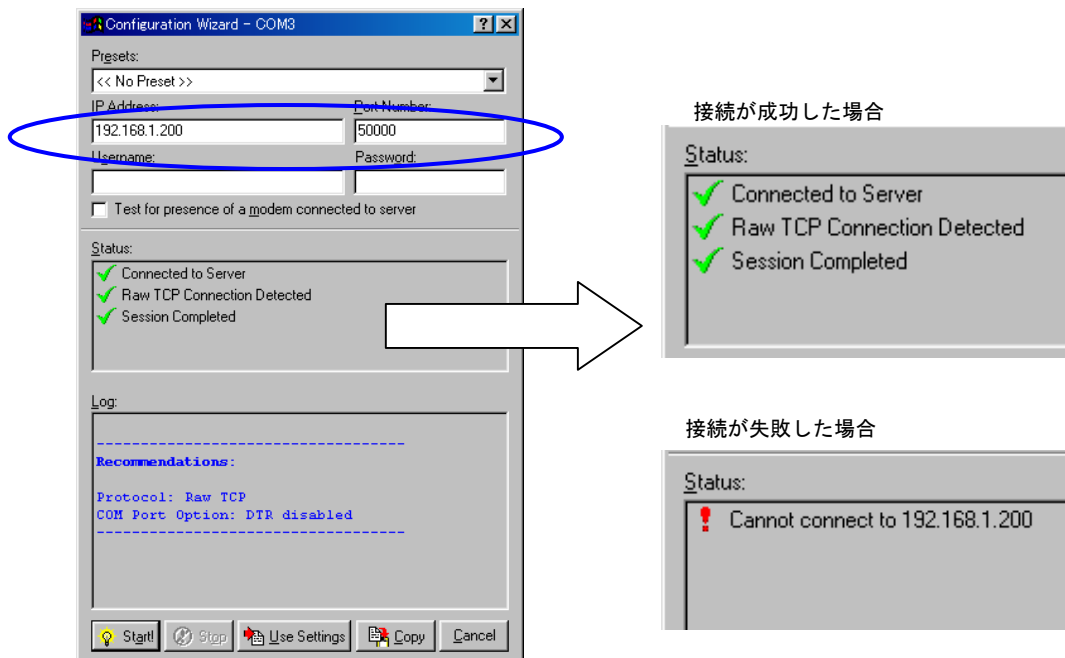 Configuration Wizard - COM3
Presets:
<< No Preset >>
IP Address:
Port Number:
192.168.1.200
50000
Username:
Password:
Test for presence of a modem connected to server
Status:
Connected to Server
Raw TCP Connection Detected
Session Completed
Log:
-----------------------------------
Recommendations:
Protocol: Raw TCP
COM Port Option: DTR disabled
-----------------------------------
Start!
Stop
Use Settings
Copy
Cancel
接続が成功した場合
Status:
Connected to Server
Raw TCP Connection Detected
Session Completed
接続が失敗した場合
Status:
Cannot connect to 192.168.1.200